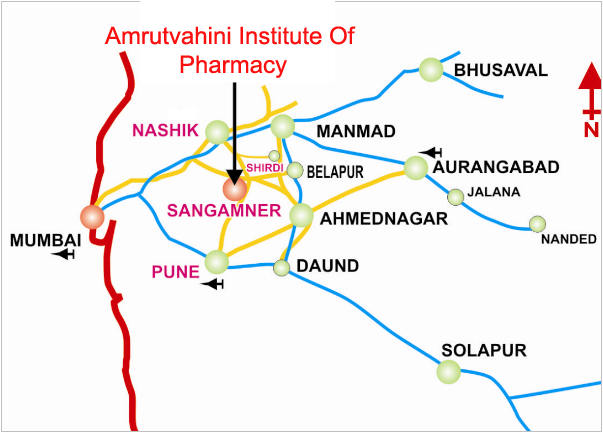 Amrutvahini Institute Of
Pharmacy
BHUSAVAL
N
NASHIK
MANMAD
SHIRDI
BELAPUR
AURANGABAD
JALANA
SANGAMNER
AHMEDNAGAR
MUMBAI
NANDED
PUNE
DAUND
SOLAPUR